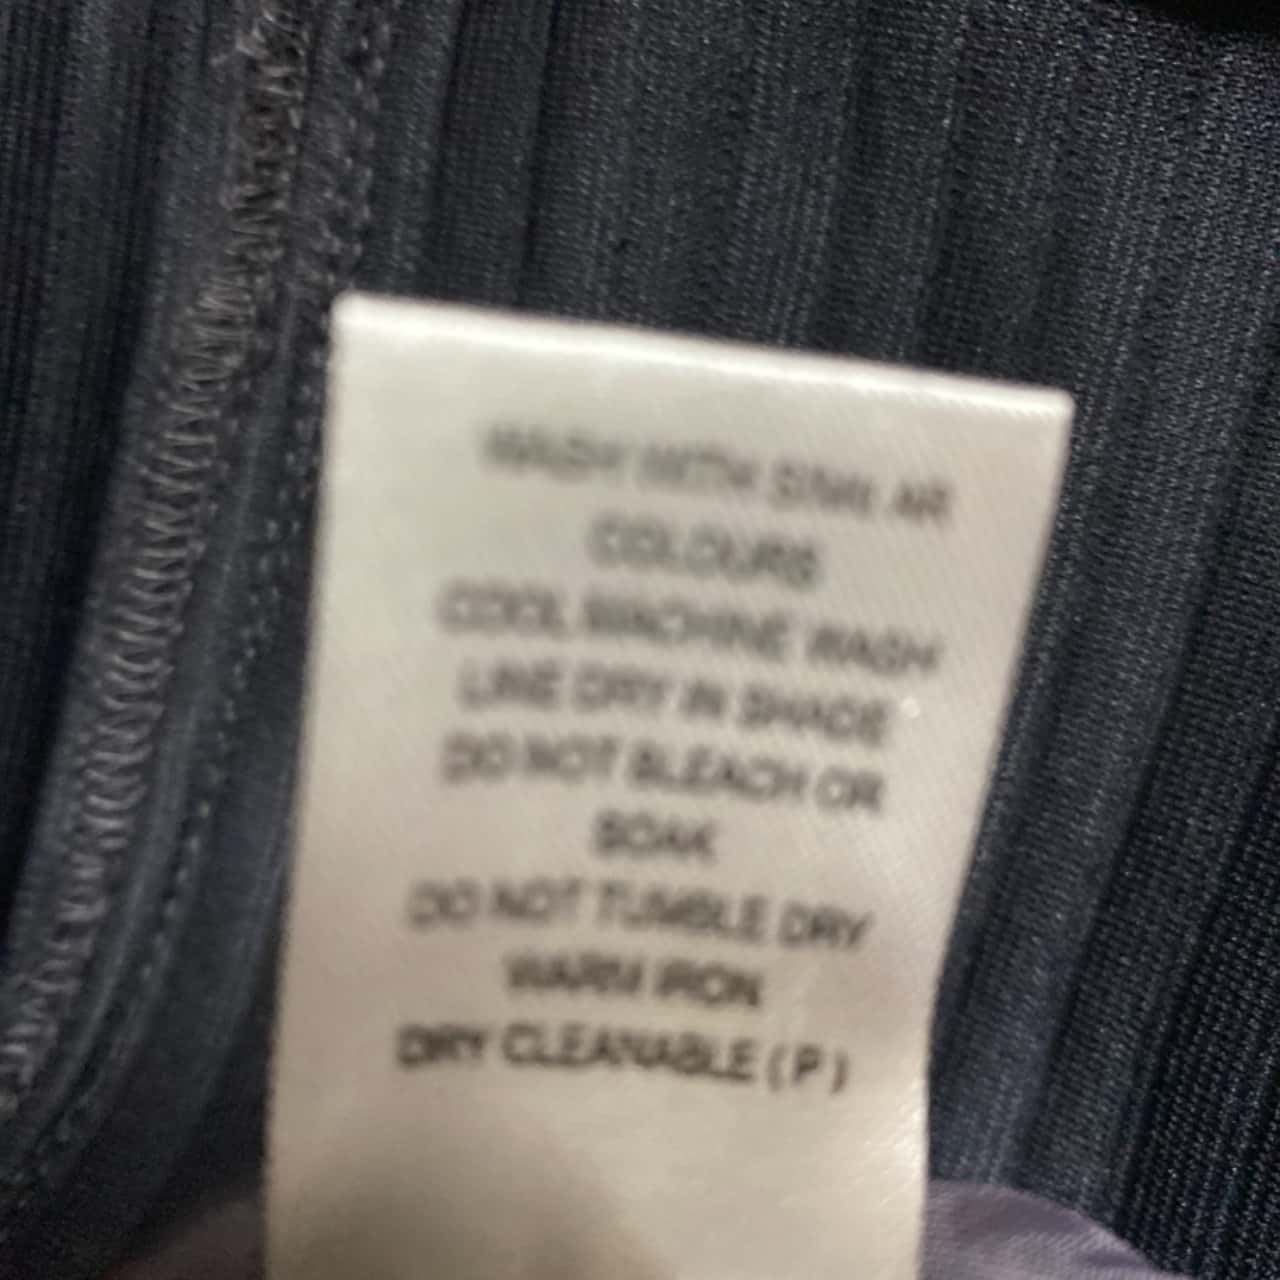 WASH WITH SIMILAR
COLOURS
COOL MACHINE WASH
LINE DRY IN SHADE
DO NOT BLEACH OR
SOAK
DO NOT TUMBLE DRY
WARM IRON
DRY CLEANABLE ( P )